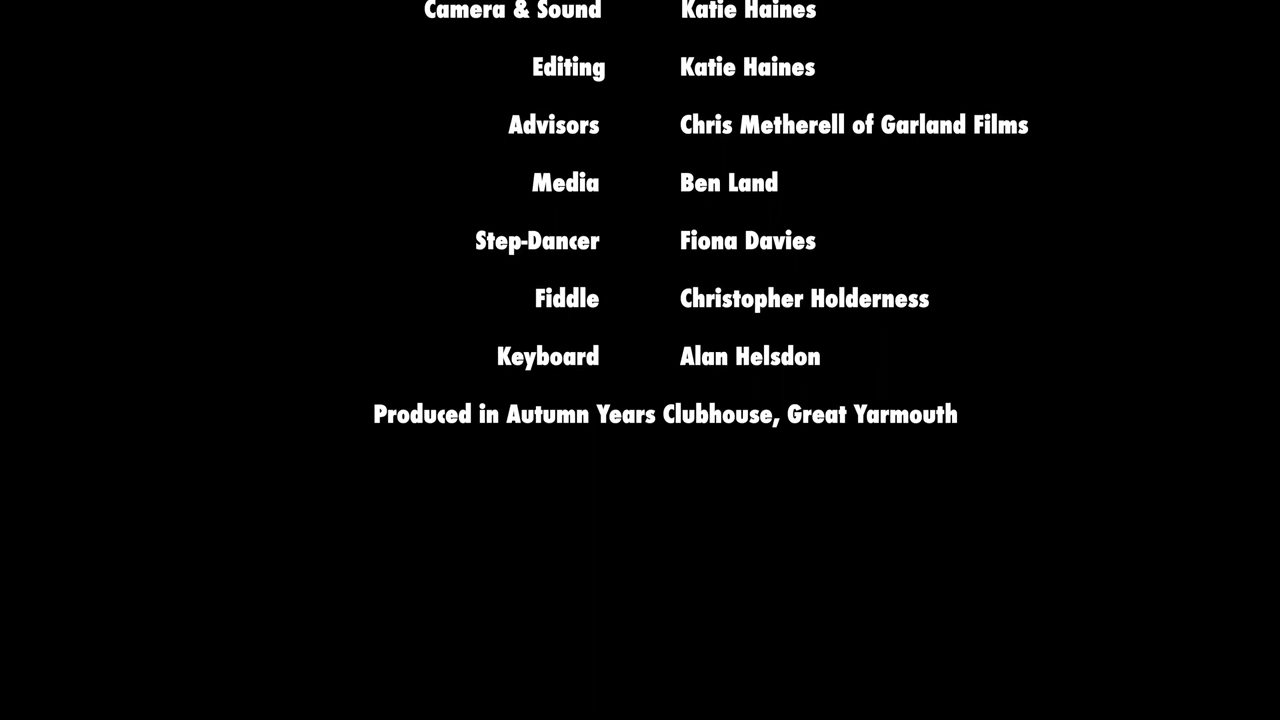 Camera & Sound Katie Haines
Editing Katie Haines
Advisors Chris Metherell of Garland Films
Media Ben Land
Step-Dancer Fiona Davies
Fiddle Christopher Holderness
Keyboard Alan Helsdon
Produced in Autumn Years Clubhouse, Great Yarmouth